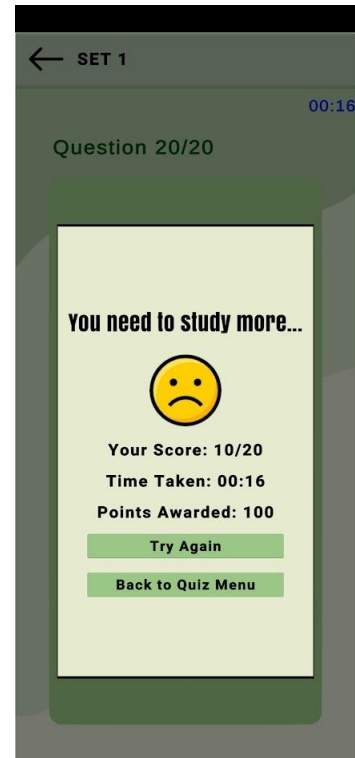 SET 1
00:16
Question 20/20
You need to study more...
Your Score: 10/20
Time Taken: 00:16
Points Awarded: 100
Try Again
Back to Quiz Menu